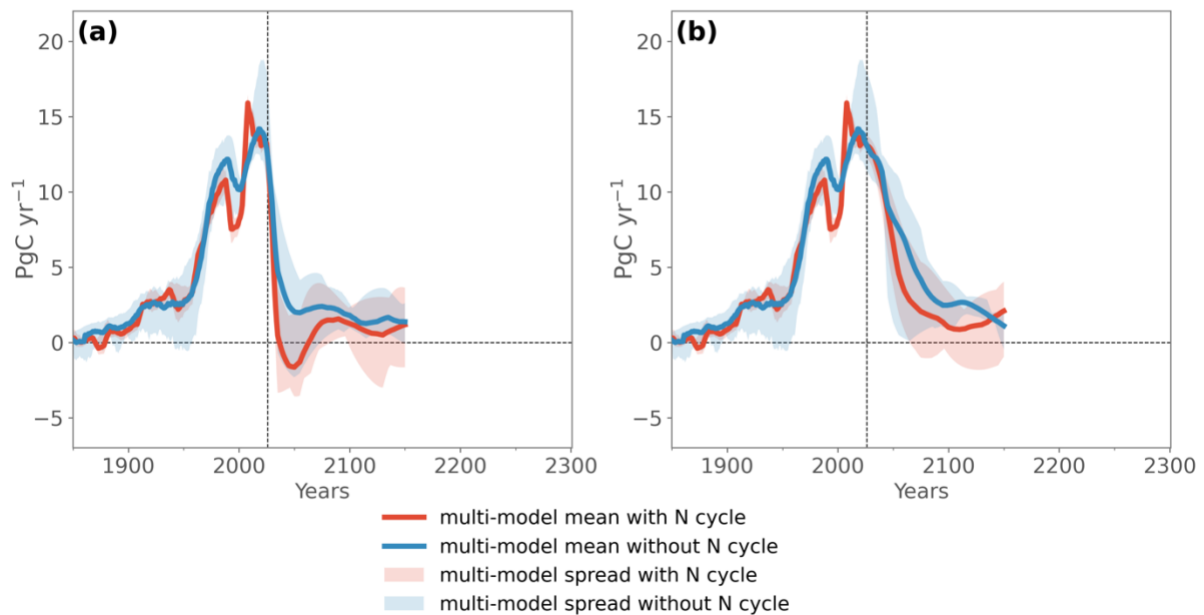 (a)
(b)
PgC yr⁻¹
20
15
10
5
0
−5
1900
2000
2100
2200
2300
Years
PgC yr⁻¹
20
15
10
5
0
−5
1900
2000
2100
2200
2300
Years
multi-model mean with N cycle
multi-model mean without N cycle
multi-model spread with N cycle
multi-model spread without N cycle